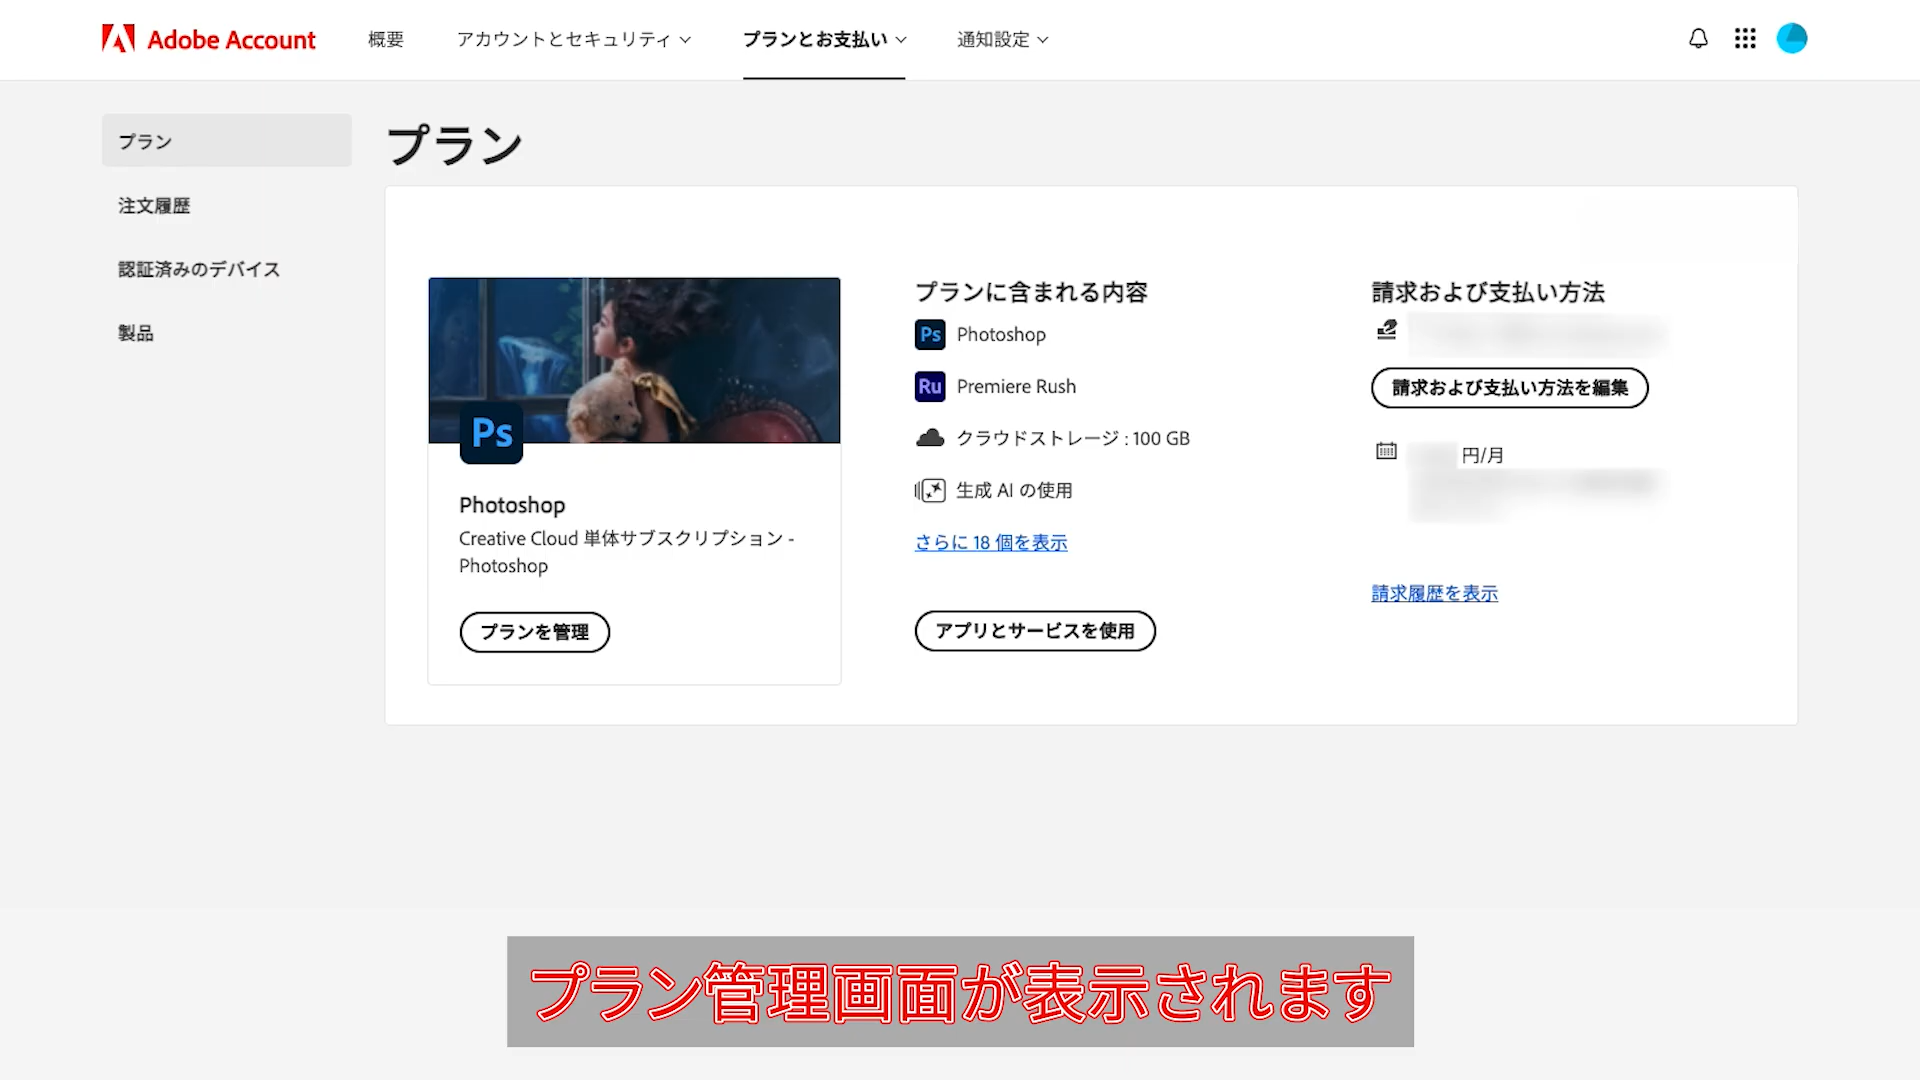 Adobe Account
概要
アカウントとセキュリティ
プランとお支払い
通知設定
プラン
注文履歴
認証済みのデバイス
製品
プラン
Ps
Photoshop
Creative Cloud 単体サブスクリプション -
Photoshop
プランを管理
プランに含まれる内容
Ps Photoshop
Ru Premiere Rush
クラウドストレージ : 100 GB
生成 AI の使用
さらに 18 個を表示
アプリとサービスを使用
請求および支払い方法
請求および支払い方法を編集
円/月
請求履歴を表示
プラン管理画面が表示されます